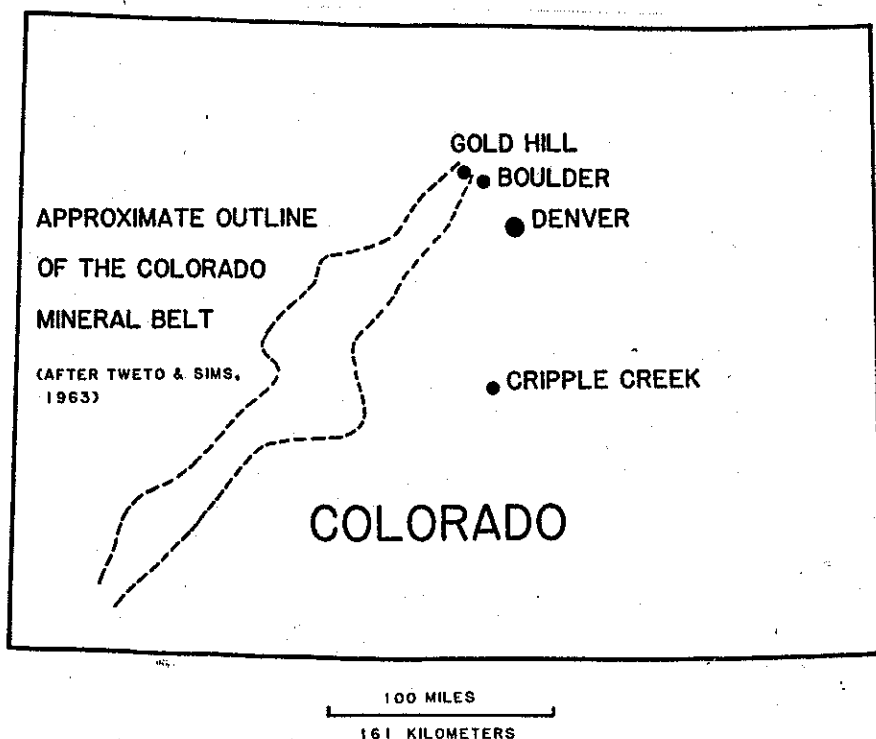 GOLD HILL
BOULDER
DENVER
APPROXIMATE OUTLINE
OF THE COLORADO
MINERAL BELT
(AFTER TWETO & SIMS,
1963)
CRIPPLE CREEK
COLORADO
100 MILES
161 KILOMETERS